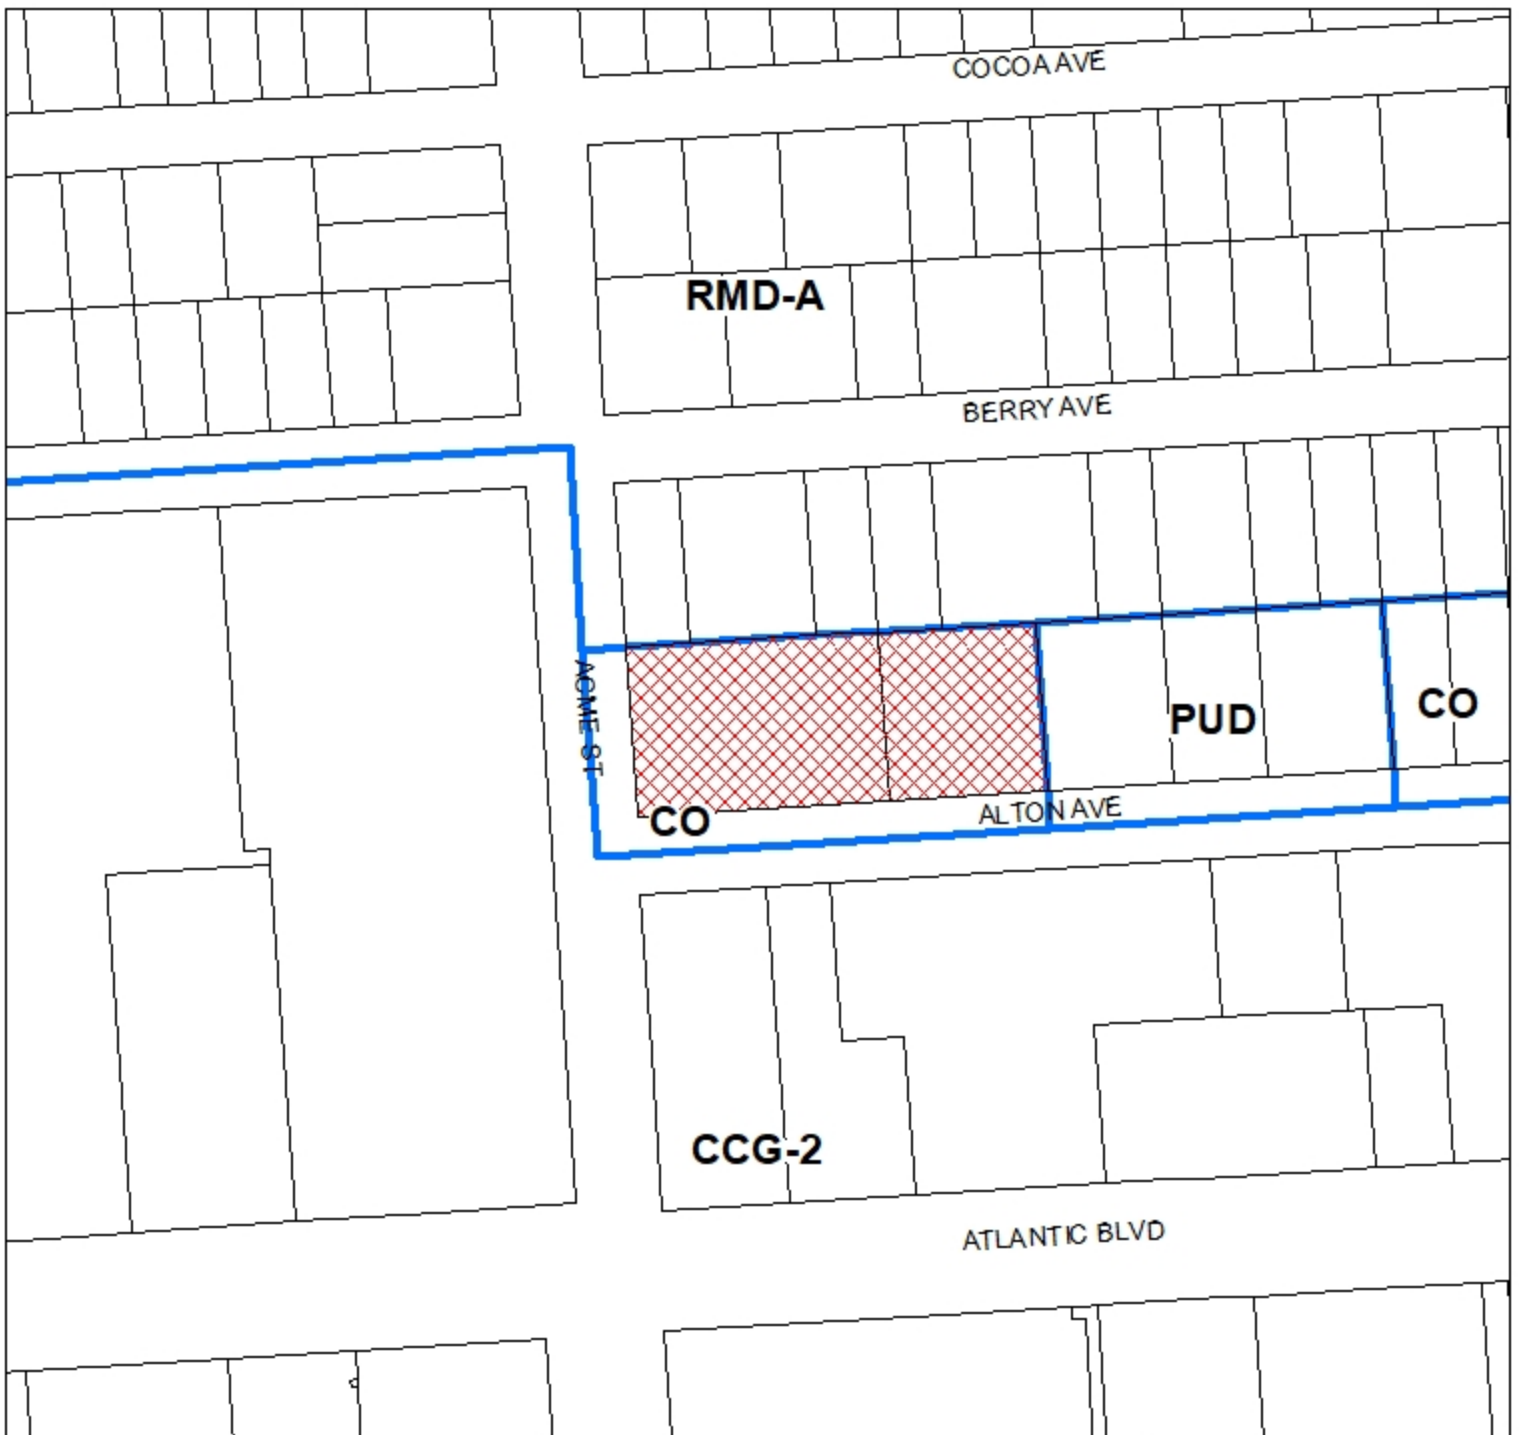 COCOA AVE
RMD-A
BERRY AVE
ACME ST
PUD
CO
CO
ALTON AVE
CCG-2
ATLANTIC BLVD